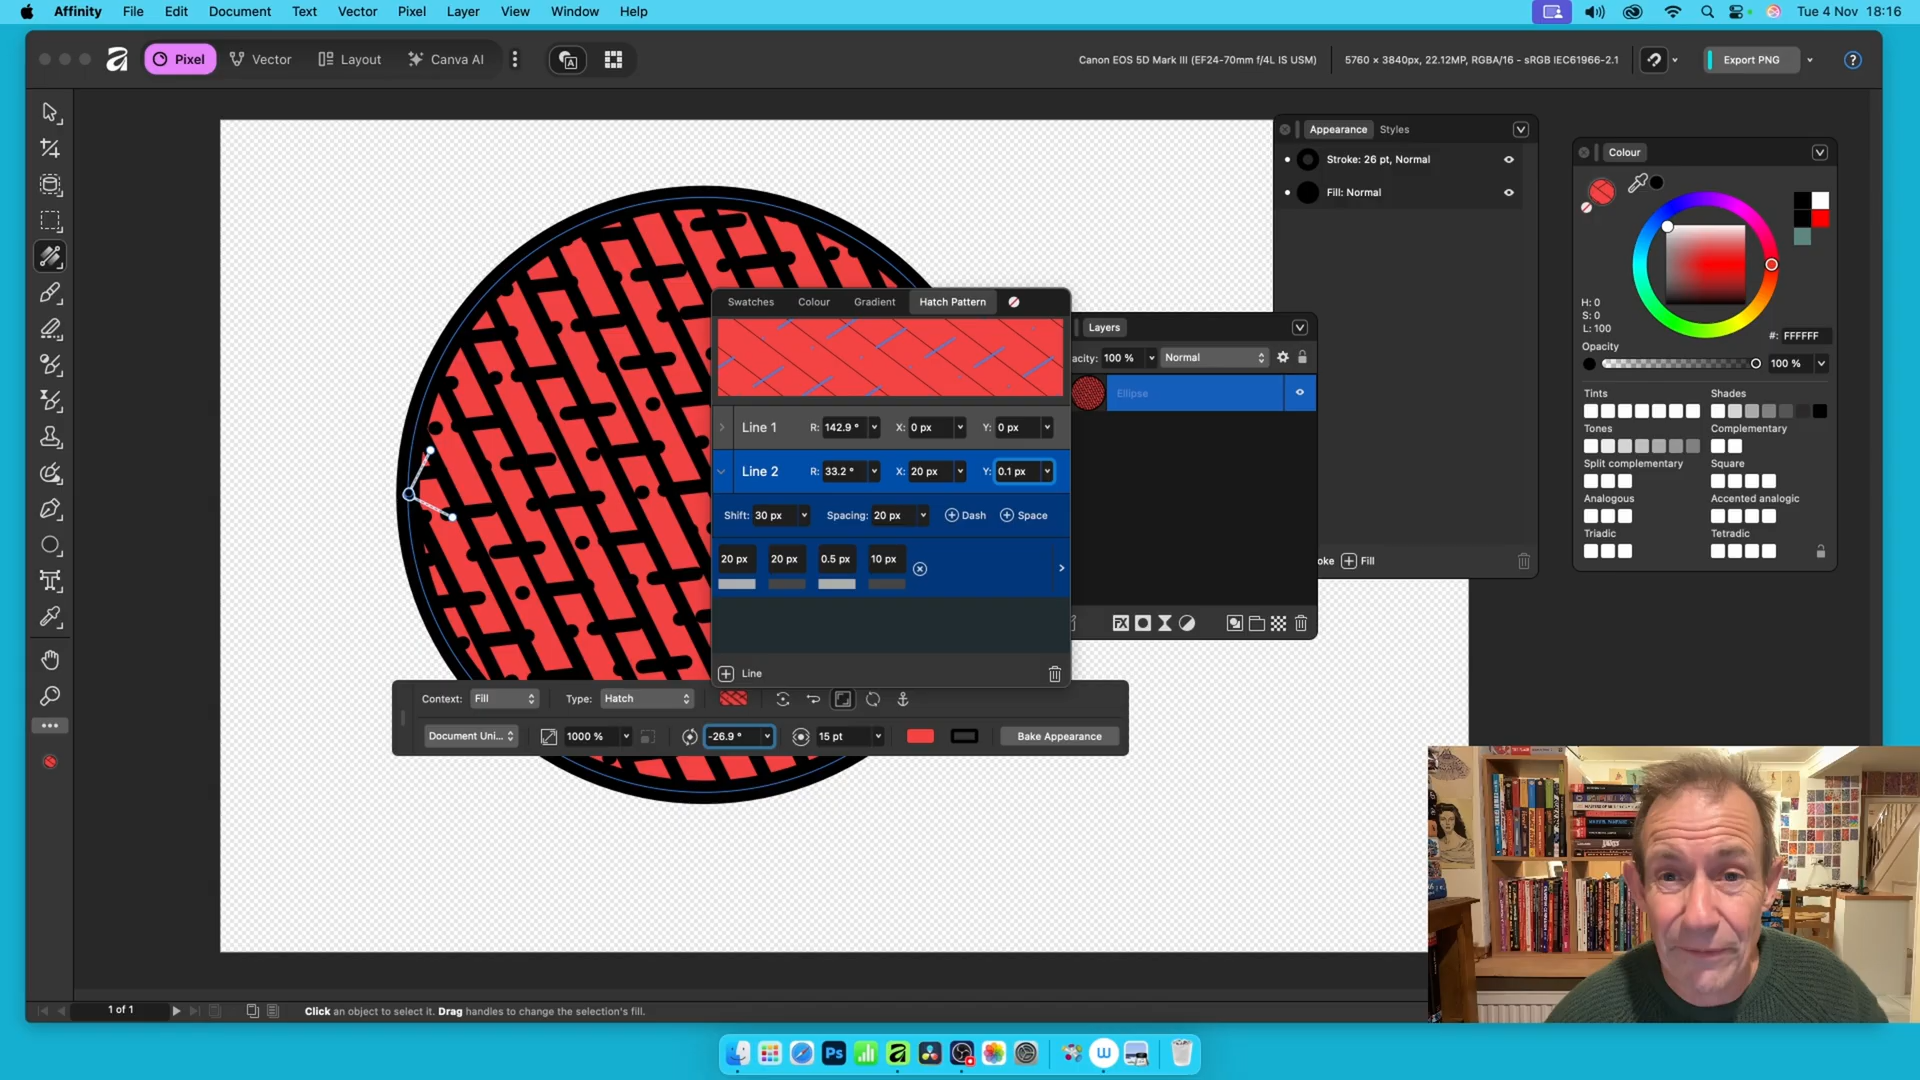 Affinity File Edit Document Text Vector Pixel Layer View Window Help
Tue 4 Nov 18:16
Pixel Vector Layout Canva AI
Canon EOS 5D Mark III (EF24-70mm f/4L IS USM)
5760 × 3840px, 22.12MP, RGBA/16 - sRGB IEC61966-2.1
Export PNG
?
Appearance Styles
Stroke: 26 pt, Normal
Fill: Normal
oke Fill
Colour
H: 0
S: 0
L: 100
#: FFFFFF
Opacity
100 %
Tints Shades
Tones Complementary
Split complementary Square
Analogous Accented analogic
Triadic Tetradic
Swatches Colour Gradient Hatch Pattern
Line 1 R: 142.9 ° X: 0 px Y: 0 px
Line 2 R: 33.2 ° X: 20 px Y: 0.1 px
Shift: 30 px Spacing: 20 px Dash Space
20 px 20 px 0.5 px 10 px
Line
Layers
acity: 100 % Normal
Ellipse
FX
Context: Fill Type: Hatch
Document Uni... 1000 % -26.9 ° 15 pt Bake Appearance
1 of 1
Click an object to select it. Drag handles to change the selection's fill.
Ps
W